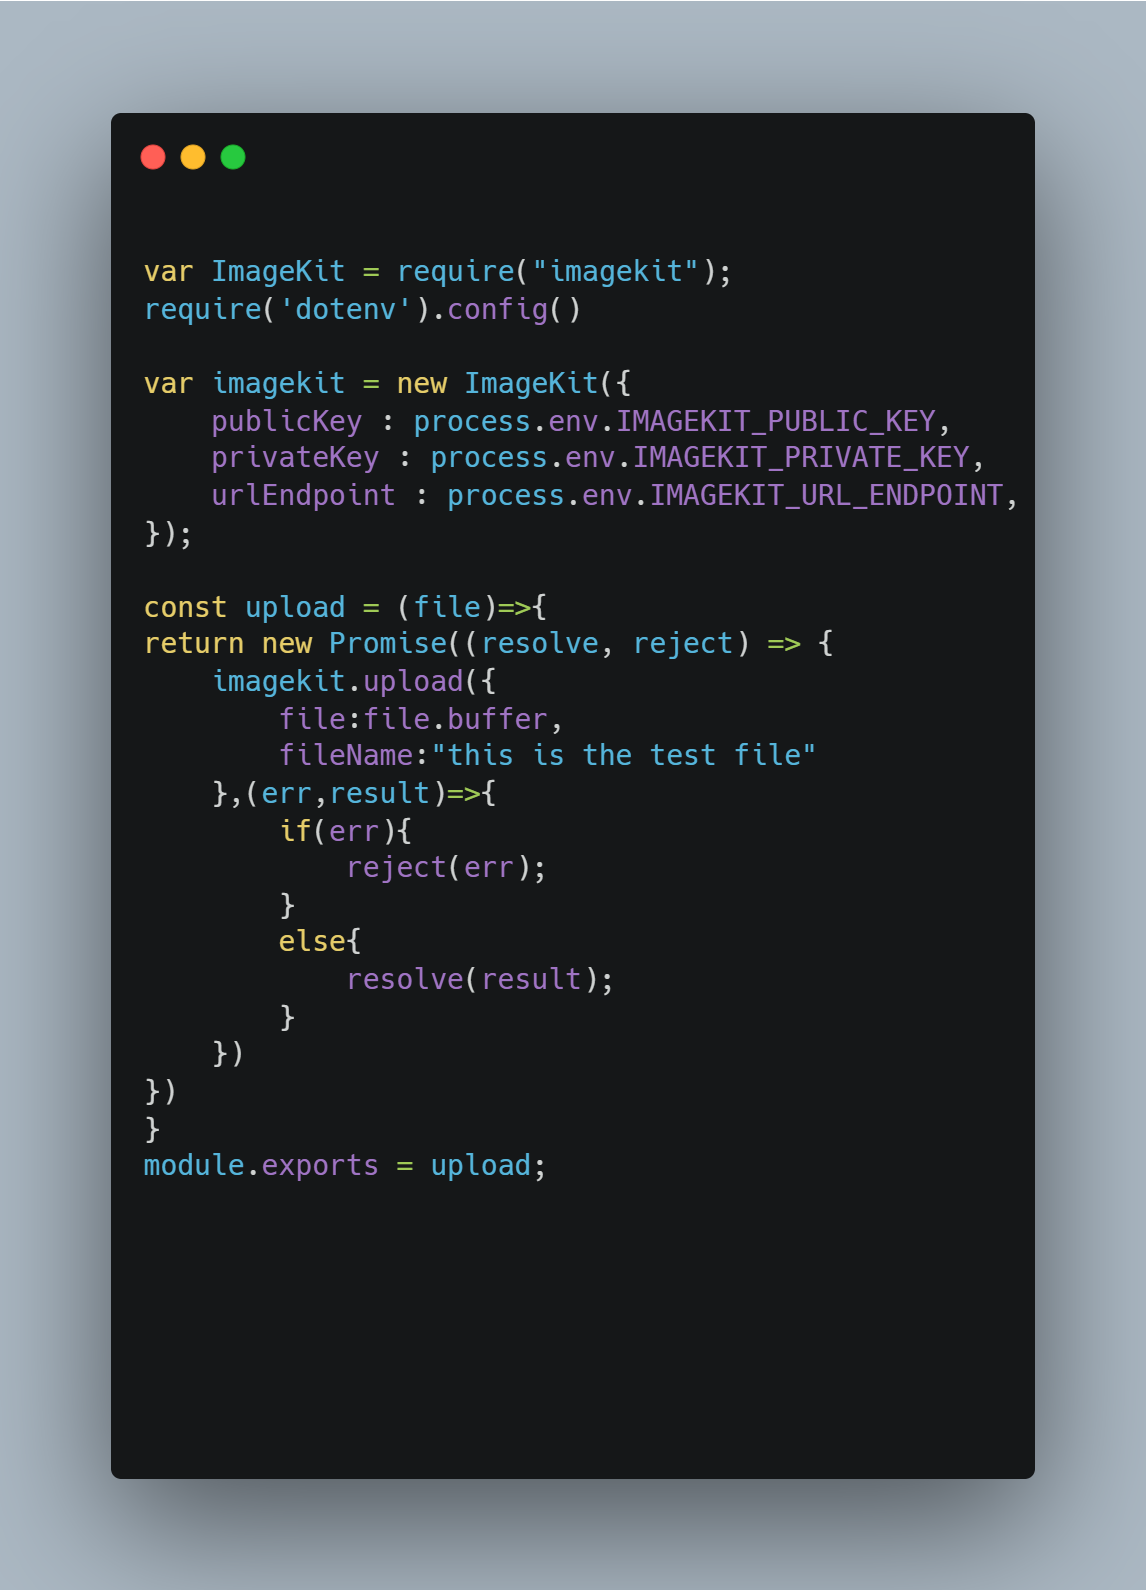 var ImageKit = require("imagekit");
require('dotenv').config()
var imagekit = new ImageKit({
    publicKey : process.env.IMAGEKIT_PUBLIC_KEY,
    privateKey : process.env.IMAGEKIT_PRIVATE_KEY,
    urlEndpoint : process.env.IMAGEKIT_URL_ENDPOINT,
});
const upload = (file)=>{
return new Promise((resolve, reject) => {
    imagekit.upload({
        file:file.buffer,
        fileName:"this is the test file"
    },(err,result)=>{
        if(err){
            reject(err);
        }
        else{
            resolve(result);
        }
    })
})
}
module.exports = upload;